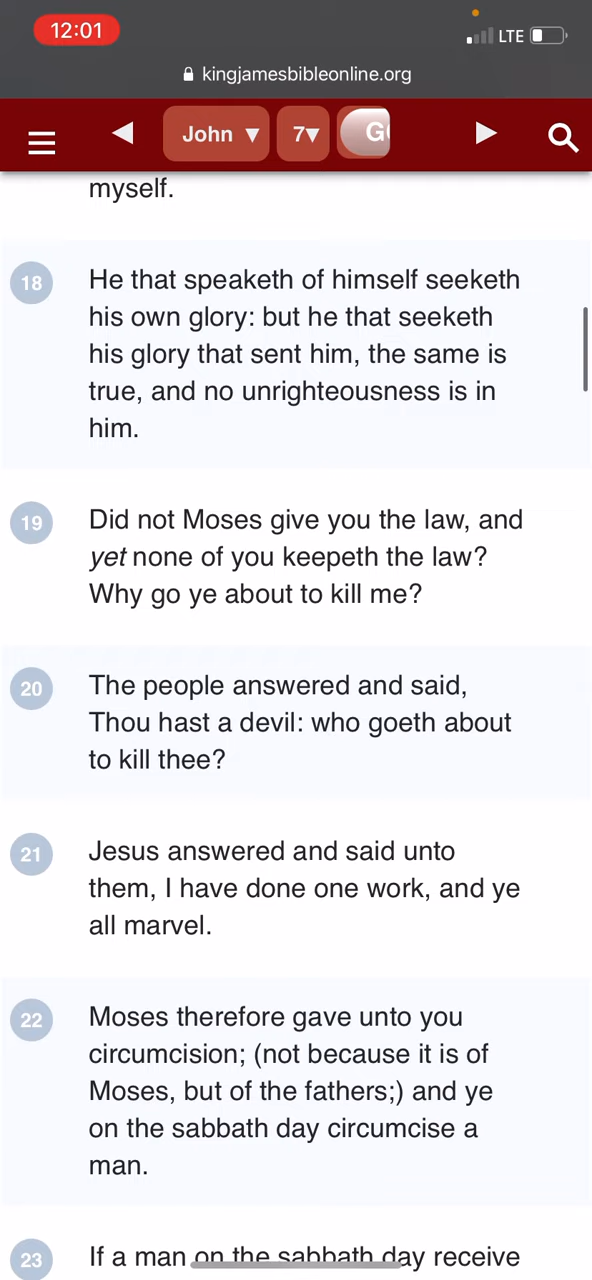 12:01
LTE
kingjamesbibleonline.org
John ▼ 7▼ G
myself.
18 He that speaketh of himself seeketh
his own glory: but he that seeketh
his glory that sent him, the same is
true, and no unrighteousness is in
him.
19 Did not Moses give you the law, and
yet none of you keepeth the law?
Why go ye about to kill me?
20 The people answered and said,
Thou hast a devil: who goeth about
to kill thee?
21 Jesus answered and said unto
them, I have done one work, and ye
all marvel.
22 Moses therefore gave unto you
circumcision; (not because it is of
Moses, but of the fathers;) and ye
on the sabbath day circumcise a
man.
23 If a man on the sabbath day receive